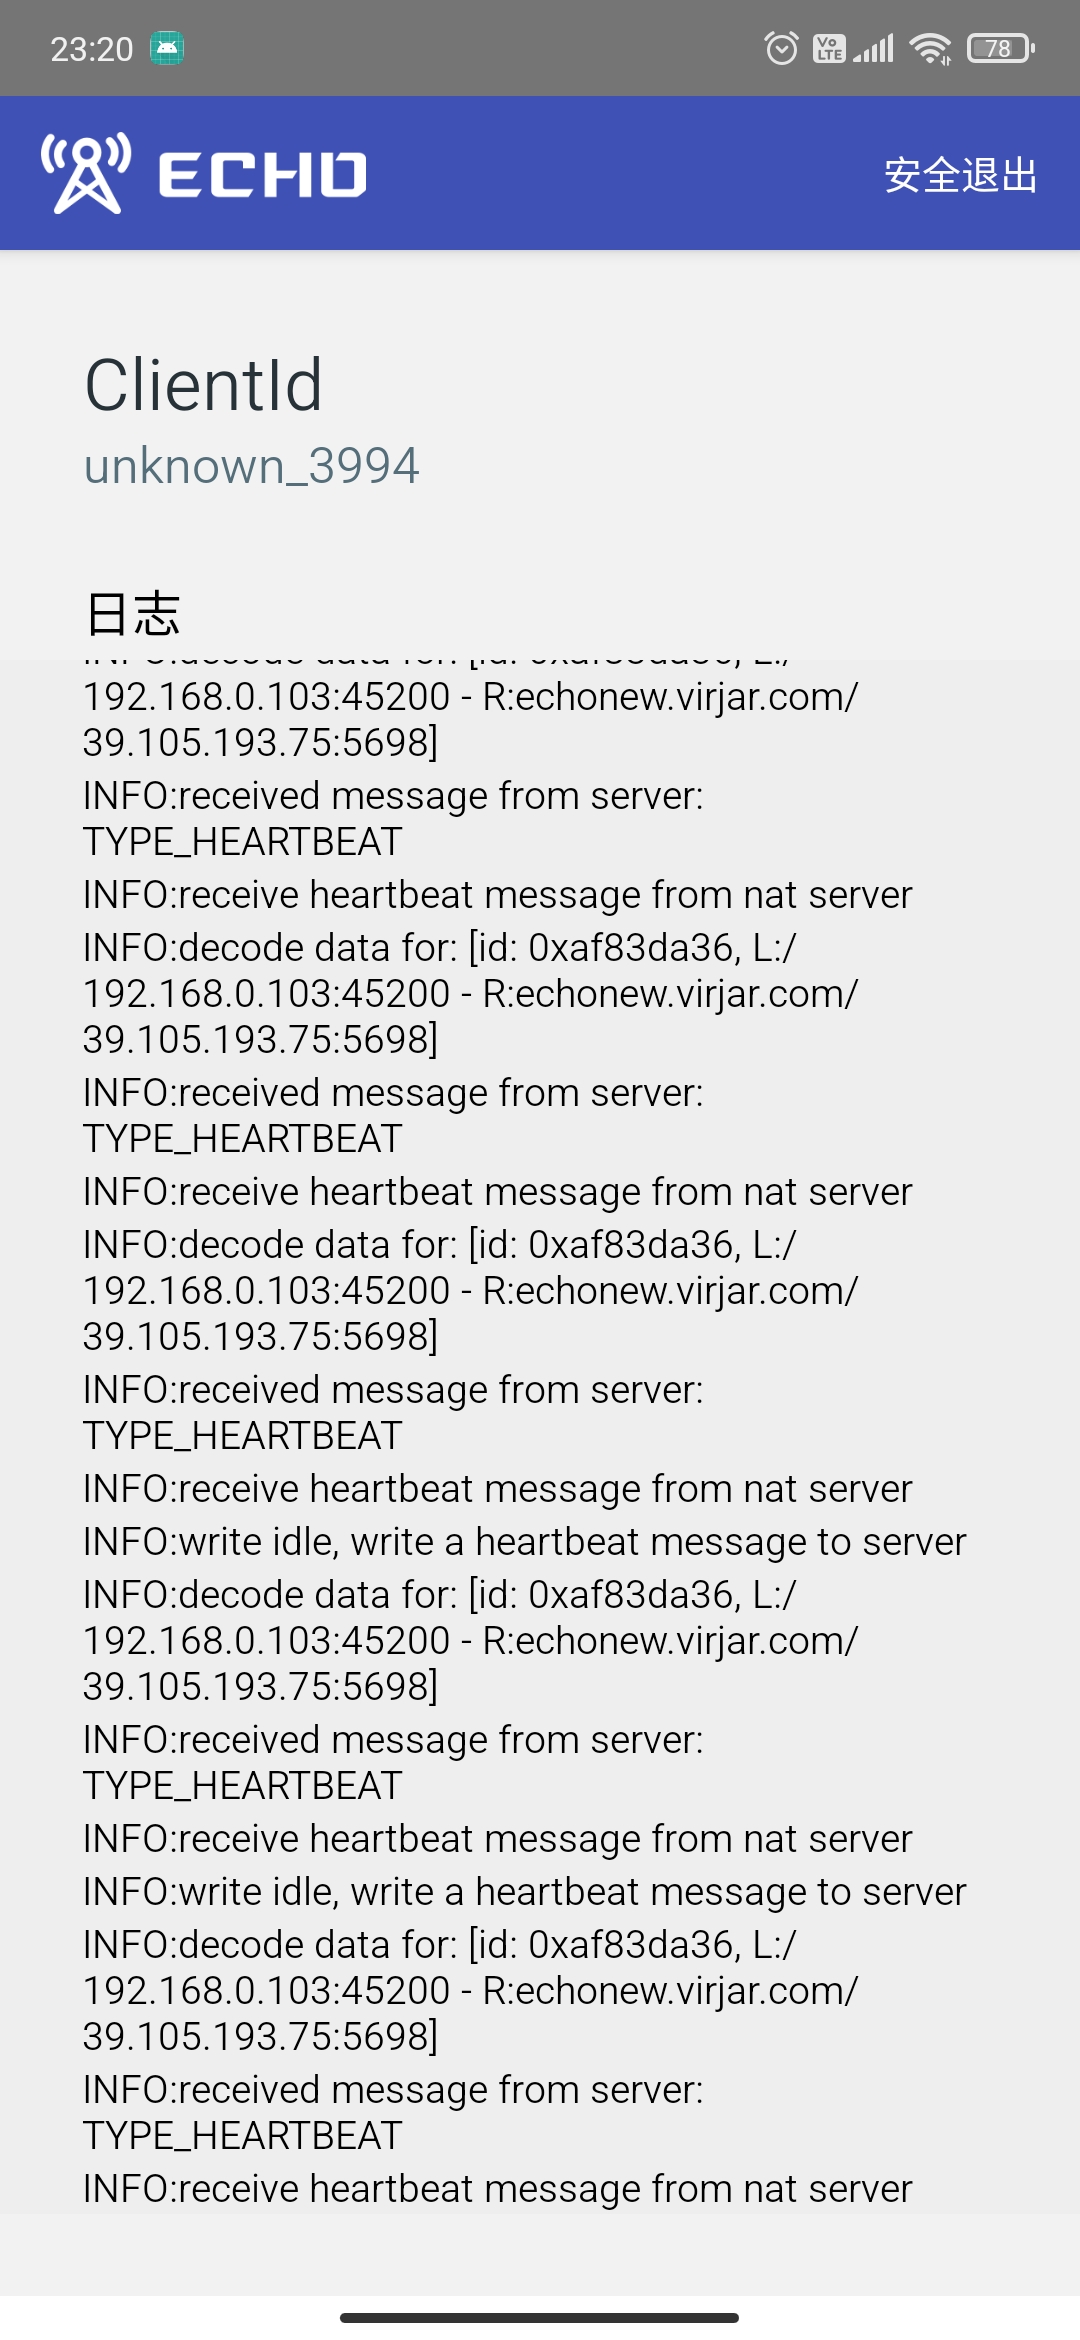 23:20
Vo LTE
78
ECHO
安全退出
ClientId
unknown_3994
日志
INFO:decode data for: [id: 0xaf83da36, L:/
192.168.0.103:45200 - R:echonew.virjar.com/
39.105.193.75:5698]
INFO:received message from server:
TYPE_HEARTBEAT
INFO:receive heartbeat message from nat server
INFO:decode data for: [id: 0xaf83da36, L:/
192.168.0.103:45200 - R:echonew.virjar.com/
39.105.193.75:5698]
INFO:received message from server:
TYPE_HEARTBEAT
INFO:receive heartbeat message from nat server
INFO:decode data for: [id: 0xaf83da36, L:/
192.168.0.103:45200 - R:echonew.virjar.com/
39.105.193.75:5698]
INFO:received message from server:
TYPE_HEARTBEAT
INFO:receive heartbeat message from nat server
INFO:write idle, write a heartbeat message to server
INFO:decode data for: [id: 0xaf83da36, L:/
192.168.0.103:45200 - R:echonew.virjar.com/
39.105.193.75:5698]
INFO:received message from server:
TYPE_HEARTBEAT
INFO:receive heartbeat message from nat server
INFO:write idle, write a heartbeat message to server
INFO:decode data for: [id: 0xaf83da36, L:/
192.168.0.103:45200 - R:echonew.virjar.com/
39.105.193.75:5698]
INFO:received message from server:
TYPE_HEARTBEAT
INFO:receive heartbeat message from nat server